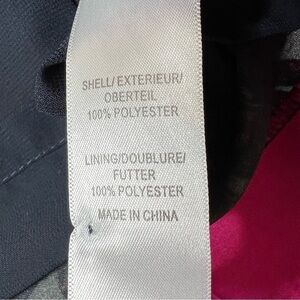 SHELL/EXTERIEUR/
OBERTEIL
100% POLYESTER
LINING/DOUBLURE/
FUTTER
100% POLYESTER
MADE IN CHINA